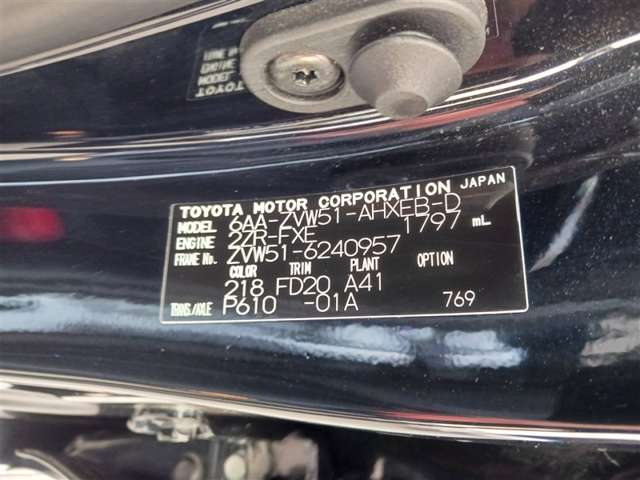 TOYOTA MOTOR CORPORATION JAPAN
MODEL 6AA-ZVW51-AHXEB-D
ENGINE 2ZR-FXE 1797 mL
FRAME No. ZVW51-6240957
COLOR TRIM PLANT OPTION
218 FD20 A41
TRANS/AXLE P610 -01A 769